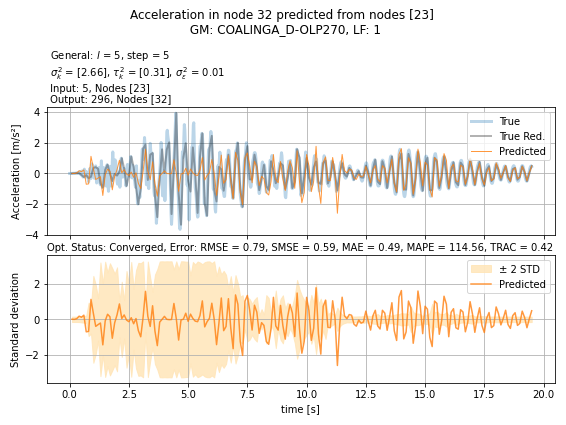 Acceleration in node 32 predicted from nodes [23]
GM: COALINGA_D-OLP270, LF: 1
General: l = 5, step = 5
σ²ₖ = [2.66], τ²ₖ = [0.31], σ²ε = 0.01
Input: 5, Nodes [23]
Output: 296, Nodes [32]
Acceleration [m/s²]
4
2
0
−2
−4
True
True Red.
Predicted
Opt. Status: Converged, Error: RMSE = 0.79, SMSE = 0.59, MAE = 0.49, MAPE = 114.56, TRAC = 0.42
Standard deviation
2
0
−2
± 2 STD
Predicted
0.0 2.5 5.0 7.5 10.0 12.5 15.0 17.5 20.0
time [s]